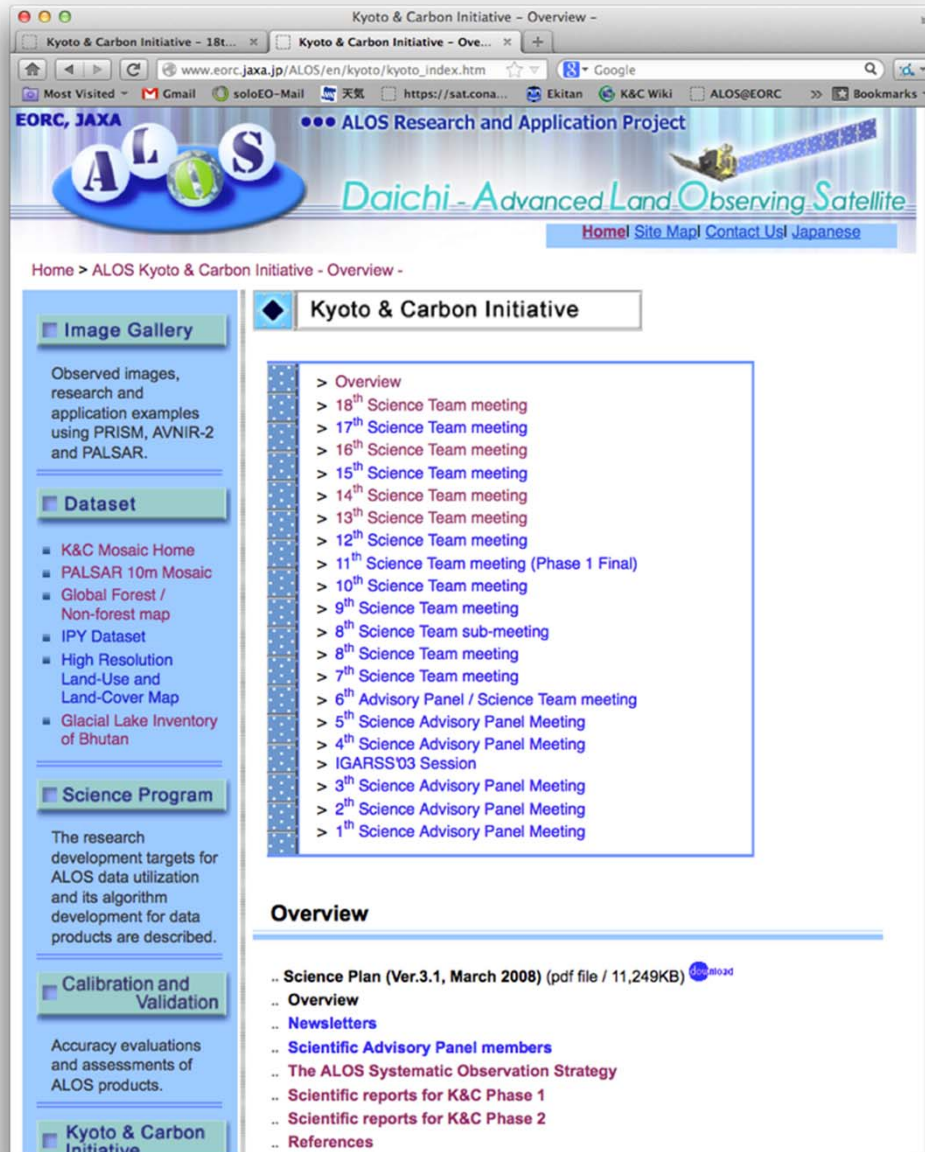 Kyoto & Carbon Initiative – Overview –
Kyoto & Carbon Initiative – 18t...
Kyoto & Carbon Initiative – Ove...
www.eorc.jaxa.jp/ALOS/en/kyoto/kyoto_index.htm
Google
Most Visited
Gmail
soloEO-Mail
天気
https://sat.cona...
Ekitan
K&C Wiki
ALOS@EORC
Bookmarks
EORC, JAXA
ALOS
ALOS Research and Application Project
Daichi - Advanced Land Observing Satellite
Home| Site Map| Contact Us| Japanese
Home > ALOS Kyoto & Carbon Initiative - Overview -
Image Gallery
Observed images,
research and
application examples
using PRISM, AVNIR-2
and PALSAR.
Dataset
K&C Mosaic Home
PALSAR 10m Mosaic
Global Forest /
Non-forest map
IPY Dataset
High Resolution
Land-Use and
Land-Cover Map
Glacial Lake Inventory
of Bhutan
Science Program
The research
development targets for
ALOS data utilization
and its algorithm
development for data
products are described.
Calibration and
Validation
Accuracy evaluations
and assessments of
ALOS products.
Kyoto & Carbon
Initiative
Kyoto & Carbon Initiative
> Overview
> 18th Science Team meeting
> 17th Science Team meeting
> 16th Science Team meeting
> 15th Science Team meeting
> 14th Science Team meeting
> 13th Science Team meeting
> 12th Science Team meeting
> 11th Science Team meeting (Phase 1 Final)
> 10th Science Team meeting
> 9th Science Team meeting
> 8th Science Team sub-meeting
> 8th Science Team meeting
> 7th Science Team meeting
> 6th Advisory Panel / Science Team meeting
> 5th Science Advisory Panel Meeting
> 4th Science Advisory Panel Meeting
> IGARSS'03 Session
> 3th Science Advisory Panel Meeting
> 2th Science Advisory Panel Meeting
> 1th Science Advisory Panel Meeting
Overview
.. Science Plan (Ver.3.1, March 2008) (pdf file / 11,249KB) download
.. Overview
.. Newsletters
.. Scientific Advisory Panel members
.. The ALOS Systematic Observation Strategy
.. Scientific reports for K&C Phase 1
.. Scientific reports for K&C Phase 2
.. References